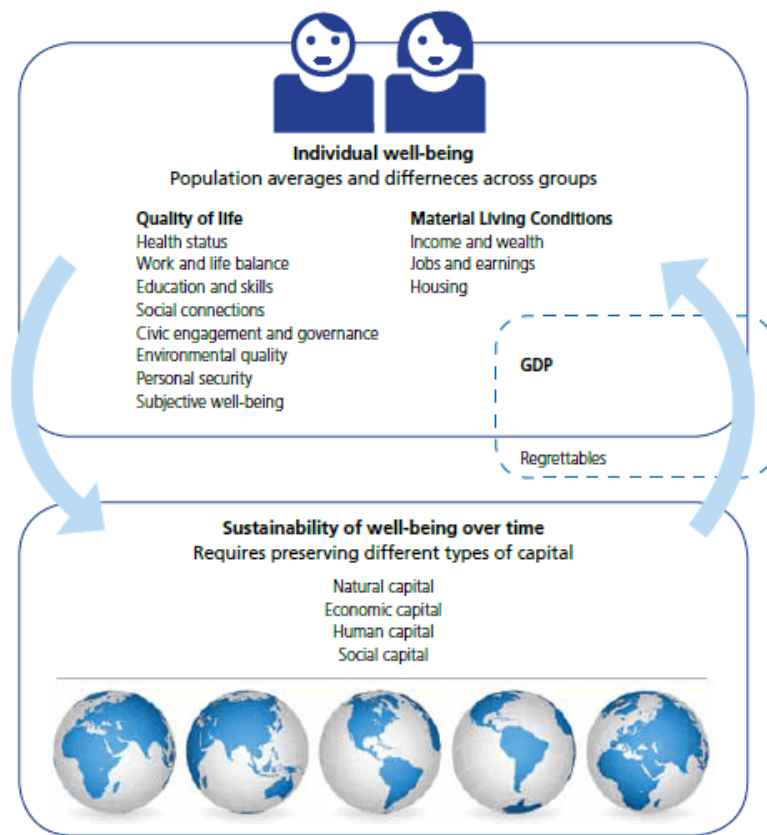 Individual well-being
Population averages and differneces across groups
Quality of life
Health status
Work and life balance
Education and skills
Social connections
Civic engagement and governance
Environmental quality
Personal security
Subjective well-being
Material Living Conditions
Income and wealth
Jobs and earnings
Housing
GDP
Regrettables
Sustainability of well-being over time
Requires preserving different types of capital
Natural capital
Economic capital
Human capital
Social capital